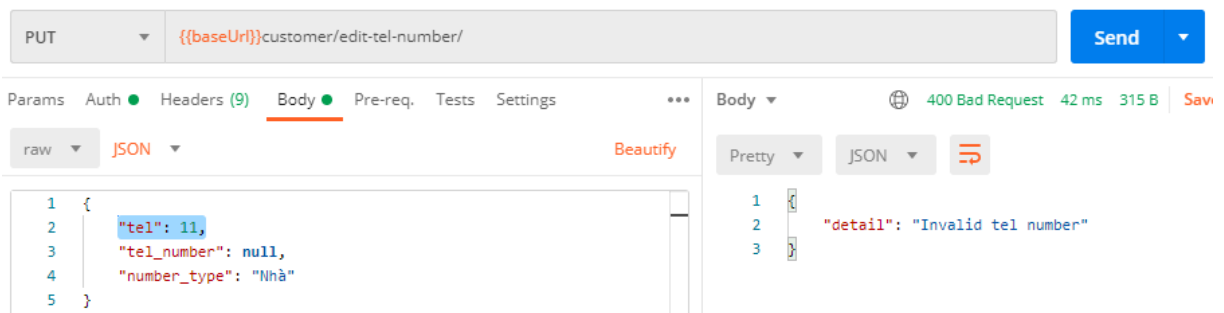 PUT {{baseUrl}}customer/edit-tel-number/ Send
Params Auth Headers (9) Body Pre-req. Tests Settings
raw JSON Beautify
1 {
2 "tel": 11,
3 "tel_number": null,
4 "number_type": "Nhà"
5 }
Body 400 Bad Request 42 ms 315 B Save
Pretty JSON
1 {
2 "detail": "Invalid tel number"
3 }